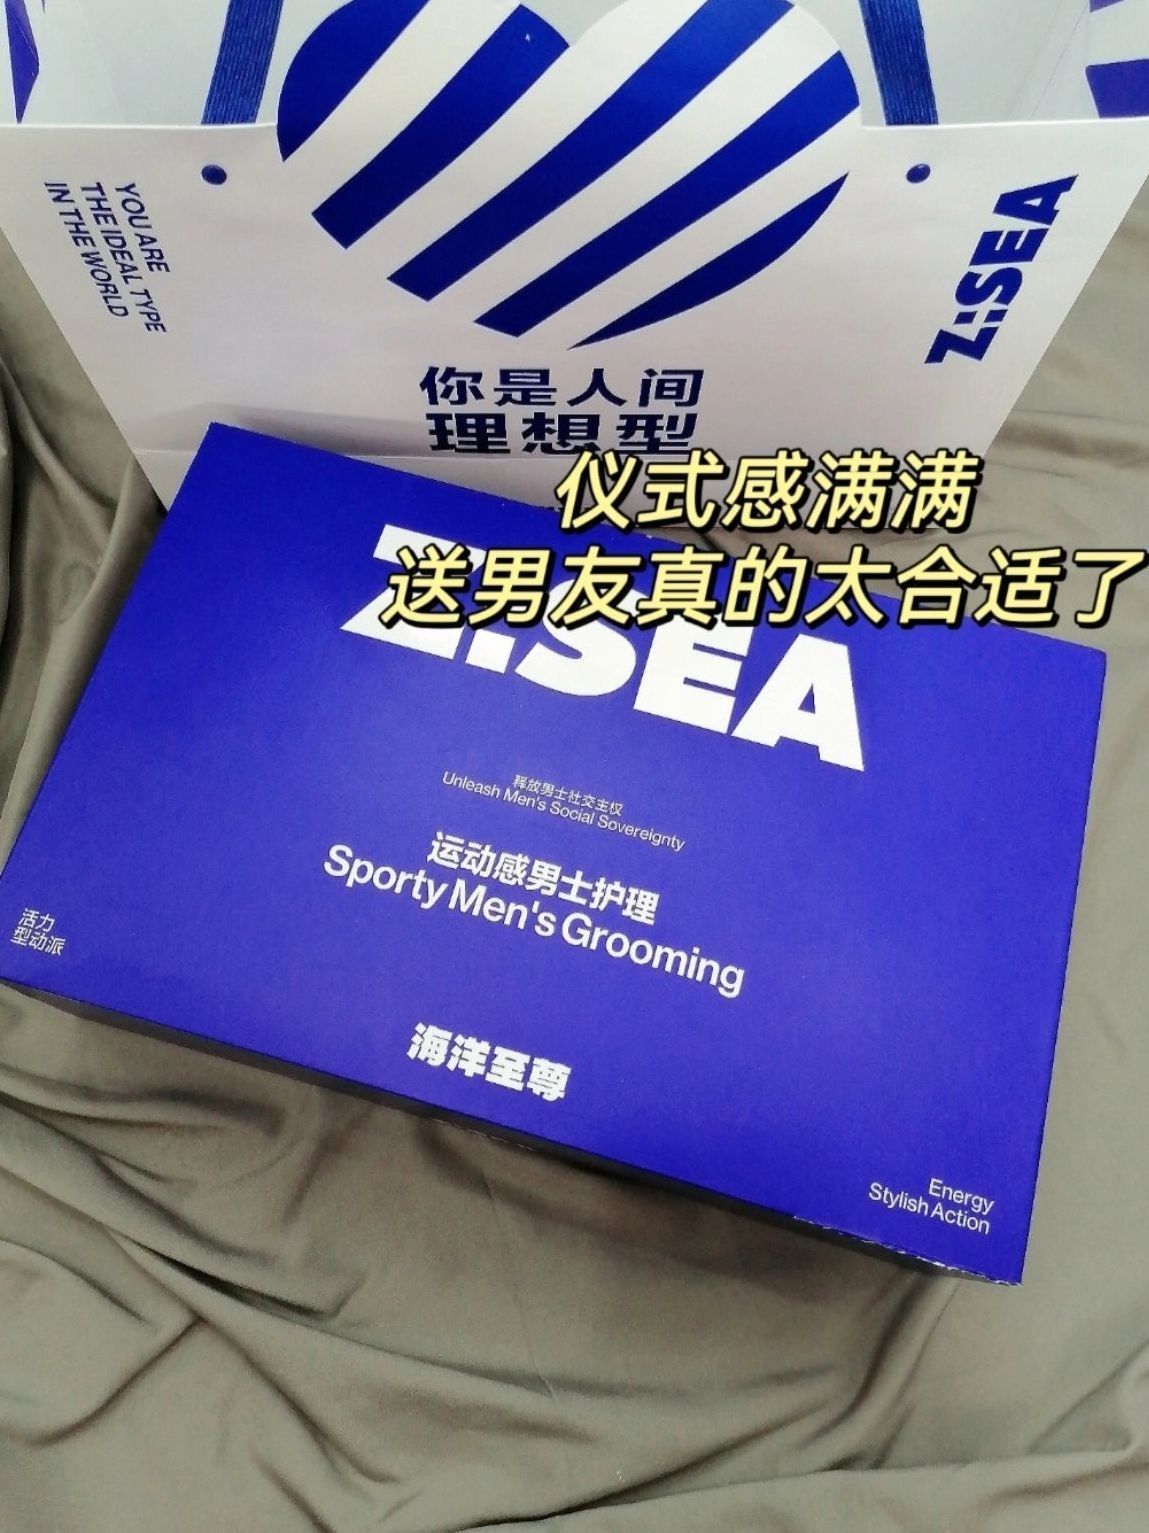 YOU ARE
THE IDEAL TYPE
IN THE WORLD
Z:SEA
你是人间
理想型
仪式感满满
送男友真的太合适了
Z:SEA
释放男士社交主权
Unleash Men's Social Sovereignty
运动感男士护理
Sporty Men's Grooming
活力
型动派
海洋至尊
Energy
Stylish Action